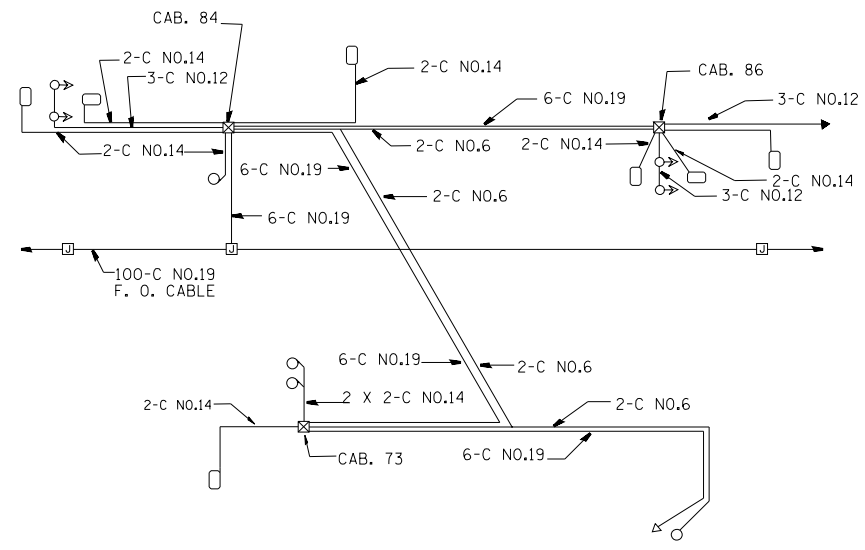 CAB. 84
2-C NO.14
3-C NO.12
2-C NO.14
CAB. 86
6-C NO.19
3-C NO.12
2-C NO.14
2-C NO.6
2-C NO.14
6-C NO.19
2-C NO.14
2-C NO.6
3-C NO.12
6-C NO.19
J
J
J
100-C NO.19
F. O. CABLE
6-C NO.19
2-C NO.6
2 X 2-C NO.14
2-C NO.14
2-C NO.6
CAB. 73
6-C NO.19